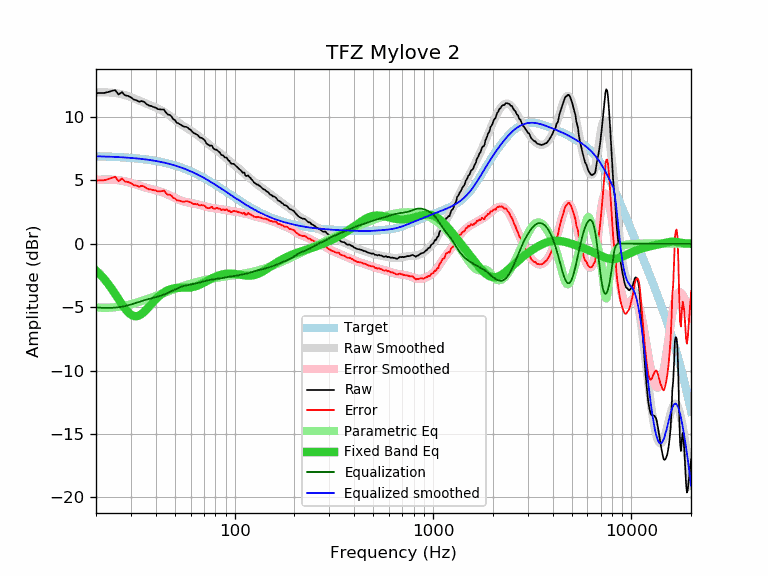 TFZ Mylove 2
Amplitude (dBr)
10
5
0
−5
−10
−15
−20
Target
Raw Smoothed
Error Smoothed
Raw
Error
Parametric Eq
Fixed Band Eq
Equalization
Equalized smoothed
100 1000 10000
Frequency (Hz)